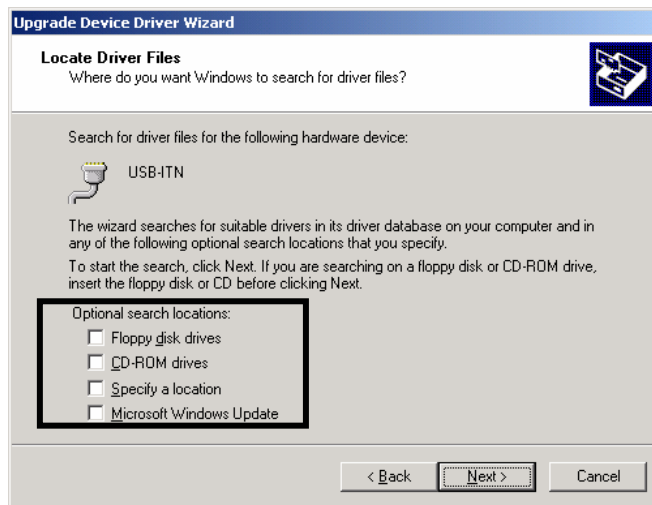 Upgrade Device Driver Wizard
Locate Driver Files
Where do you want Windows to search for driver files?
Search for driver files for the following hardware device:
USB-ITN
The wizard searches for suitable drivers in its driver database on your computer and in
any of the following optional search locations that you specify.
To start the search, click Next. If you are searching on a floppy disk or CD-ROM drive,
insert the floppy disk or CD before clicking Next.
Optional search locations:
Floppy disk drives
CD-ROM drives
Specify a location
Microsoft Windows Update
< Back Next > Cancel